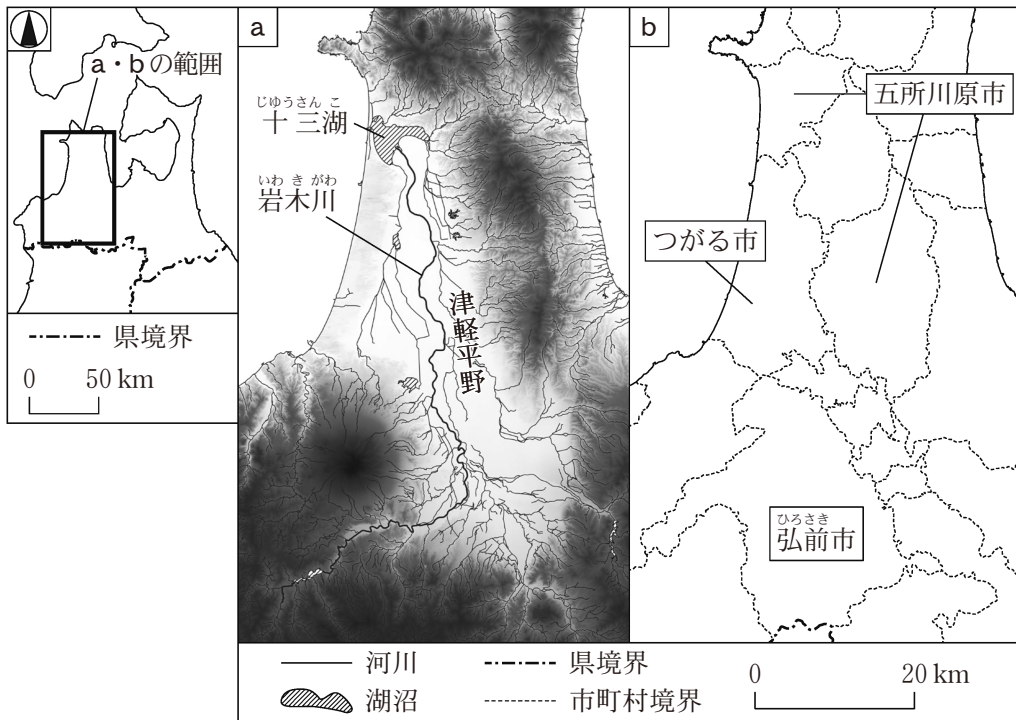 a・bの範囲
県境界
0 50 km
a
じゆうさん こ
十三湖
いわ き がわ
岩木川
津軽平野
b
五所川原市
つがる市
ひろさき
弘前市
河川
県境界
湖沼
市町村境界
0 20 km